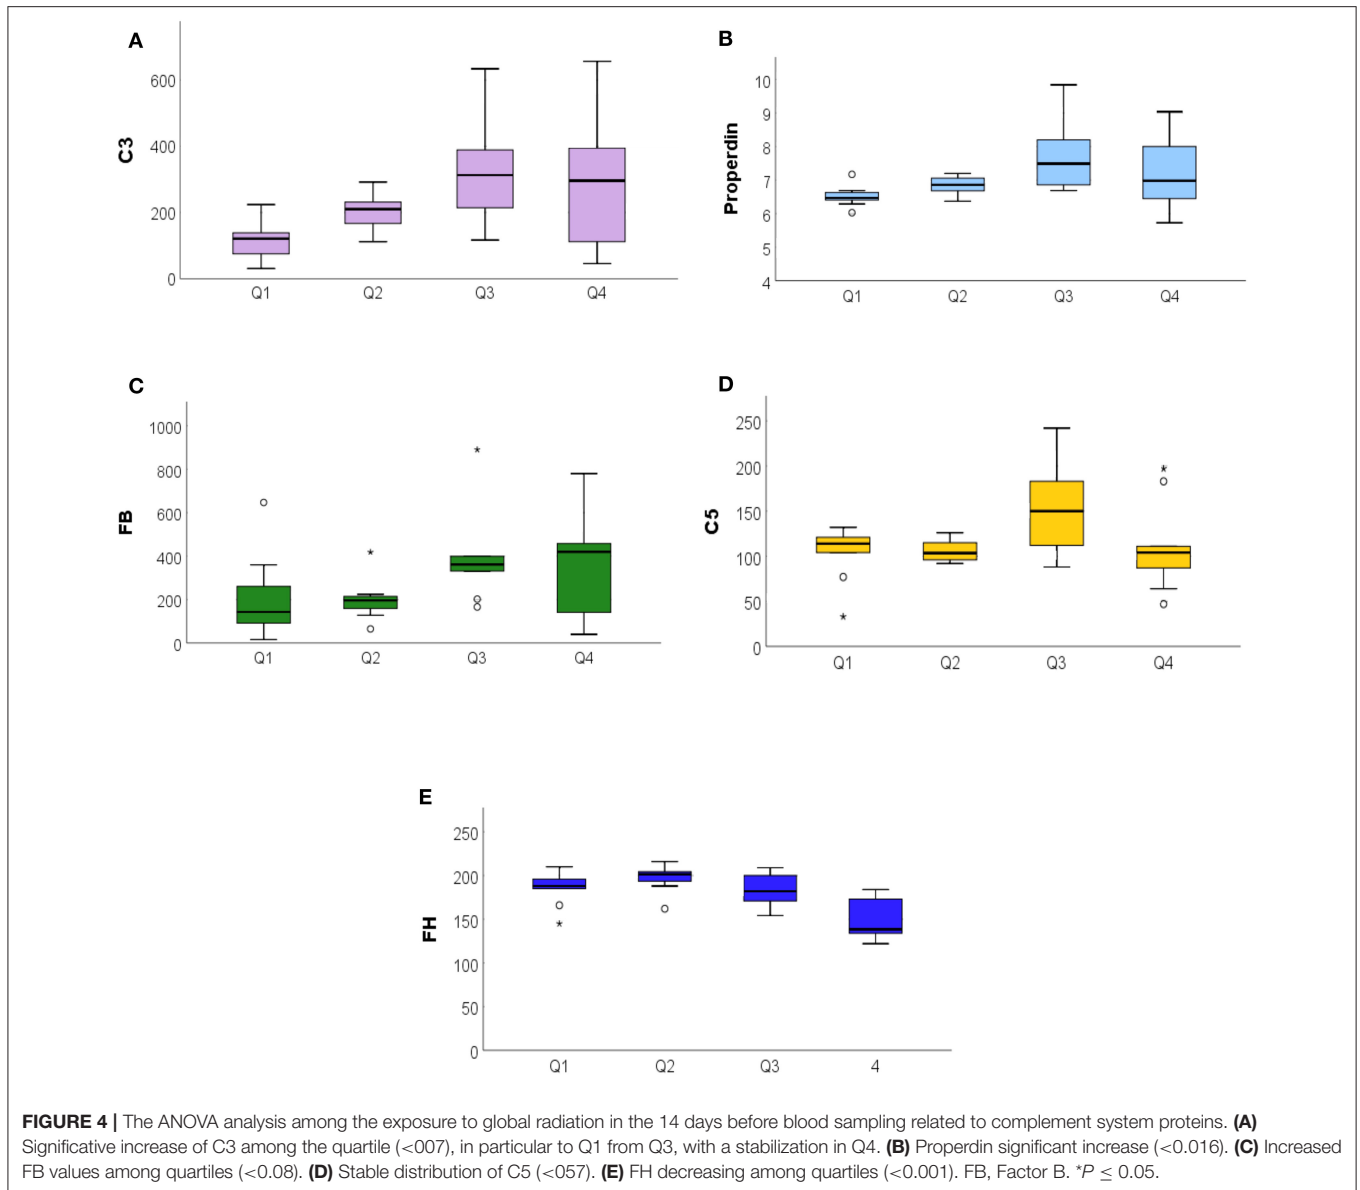 A
C3
600
400
200
0
Q1 Q2 Q3 Q4
B
Properdin
10
9
8
7
6
5
4
Q1 Q2 Q3 Q4
C
FB
1000
800
600
400
200
0
Q1 Q2 Q3 Q4
D
C5
250
200
150
100
50
0
Q1 Q2 Q3 Q4
E
FH
250
200
150
100
50
0
Q1 Q2 Q3 4
FIGURE 4 | The ANOVA analysis among the exposure to global radiation in the 14 days before blood sampling related to complement system proteins. (A)
Significative increase of C3 among the quartile (<007), in particular to Q1 from Q3, with a stabilization in Q4. (B) Properdin significant increase (<0.016). (C) Increased
FB values among quartiles (<0.08). (D) Stable distribution of C5 (<057). (E) FH decreasing among quartiles (<0.001). FB, Factor B. *P ≤ 0.05.